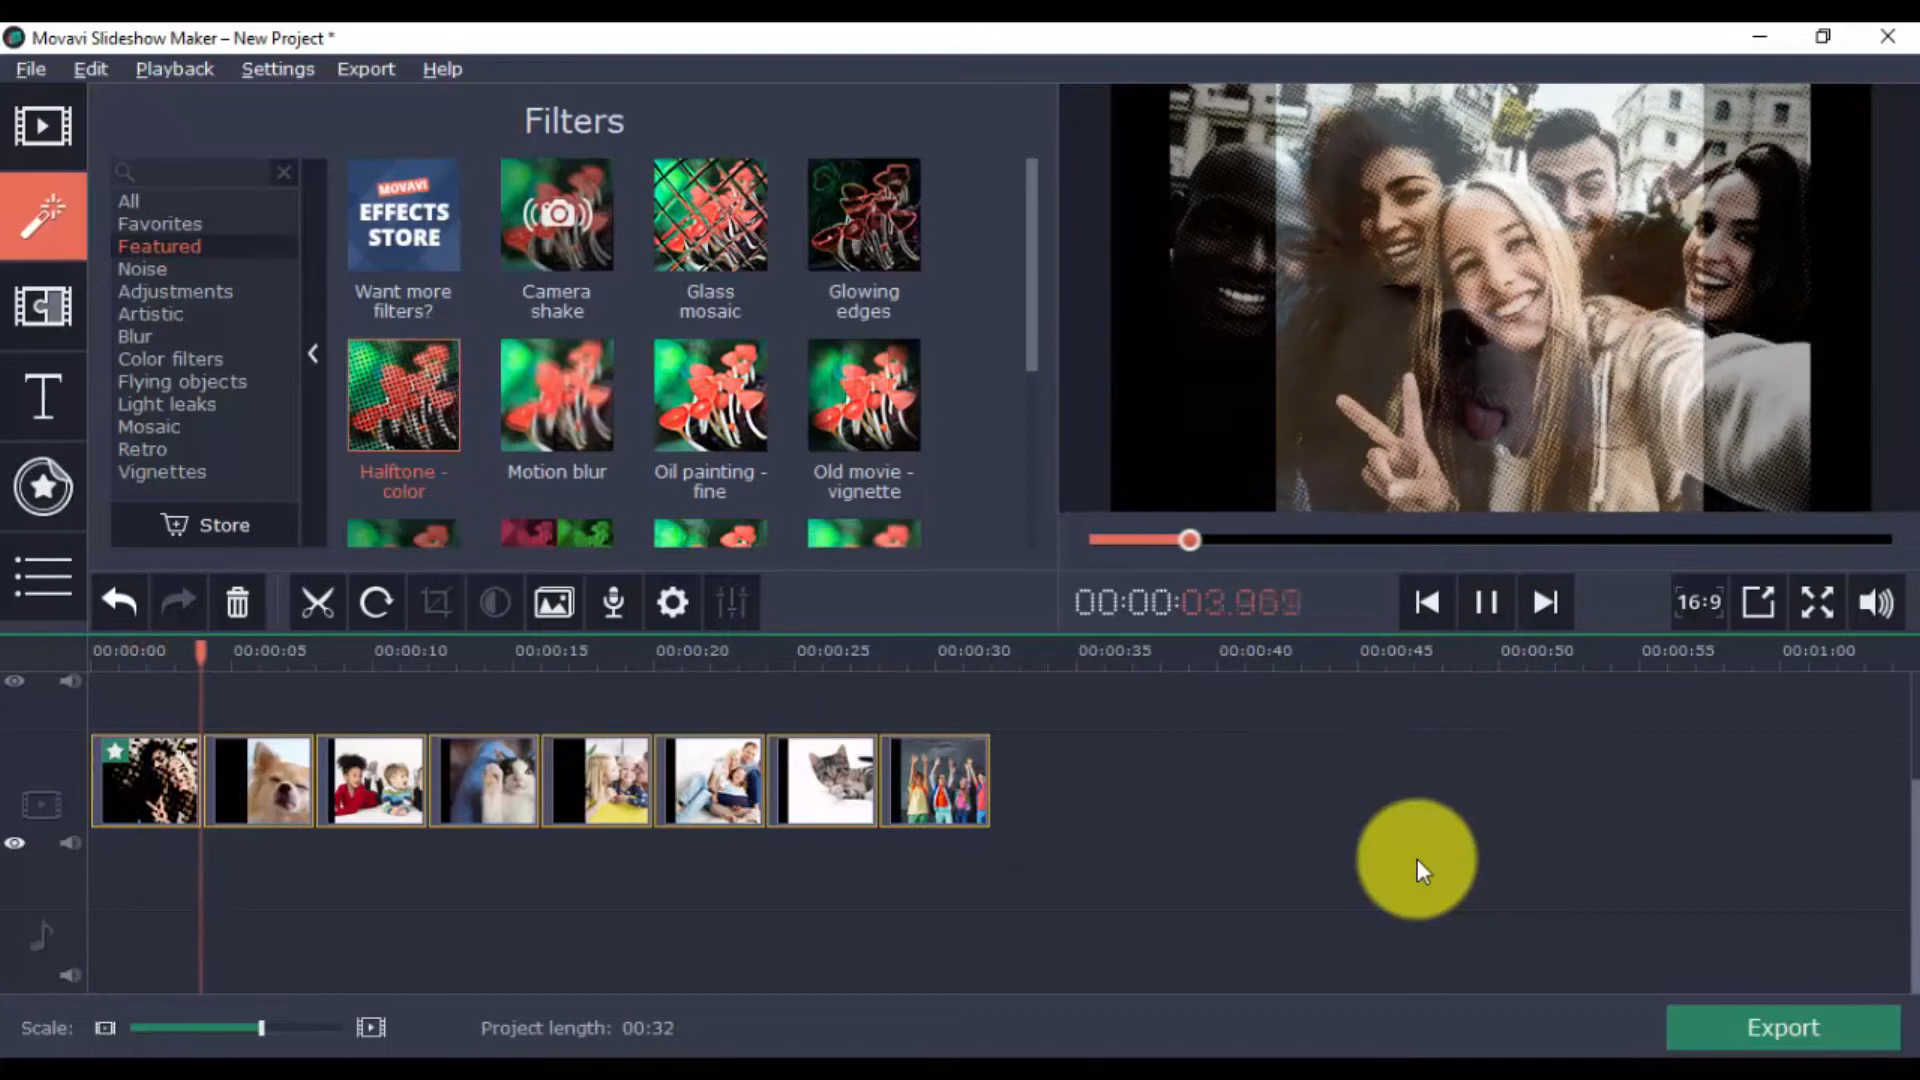 Movavi Slideshow Maker – New Project *
File Edit Playback Settings Export Help
Filters
All
Favorites
Featured
Noise
Adjustments
Artistic
Blur
Color filters
Flying objects
Light leaks
Mosaic
Retro
Vignettes
Store
MOVAVI
EFFECTS
STORE
Want more
filters?
Camera
shake
Glass
mosaic
Glowing
edges
Halftone -
color
Motion blur
Oil painting -
fine
Old movie -
vignette
T
00:00:03.969
16:9
00:00:00 00:00:05 00:00:10 00:00:15 00:00:20 00:00:25 00:00:30 00:00:35 00:00:40 00:00:45 00:00:50 00:00:55 00:01:00
Scale:
Project length: 00:32
Export